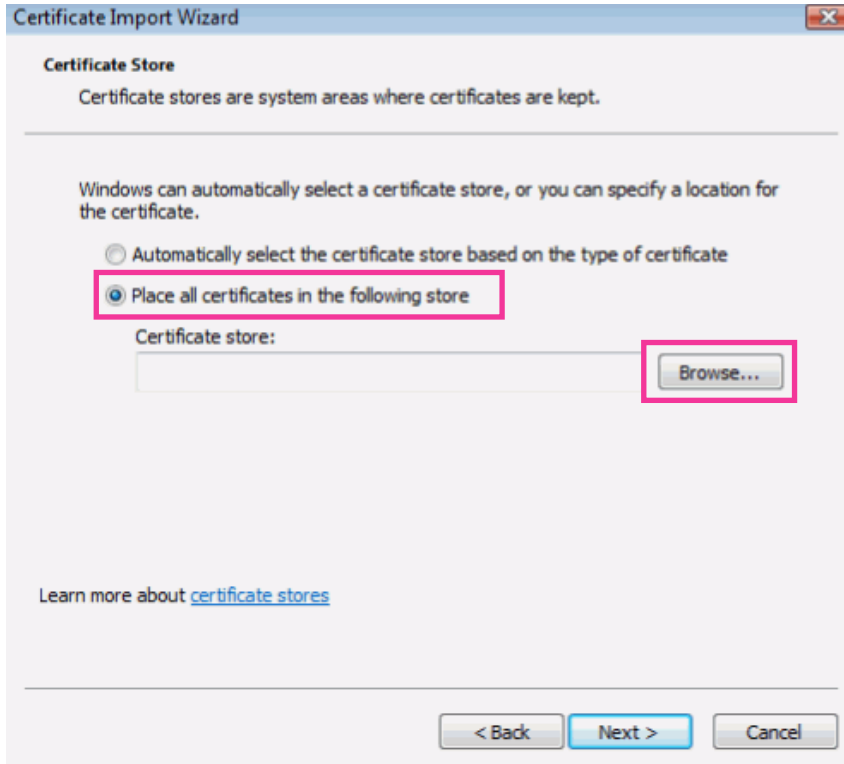 Certificate Import Wizard
Certificate Store
Certificate stores are system areas where certificates are kept.
Windows can automatically select a certificate store, or you can specify a location for
the certificate.
Automatically select the certificate store based on the type of certificate
Place all certificates in the following store
Certificate store:
Browse...
Learn more about certificate stores
< Back
Next >
Cancel